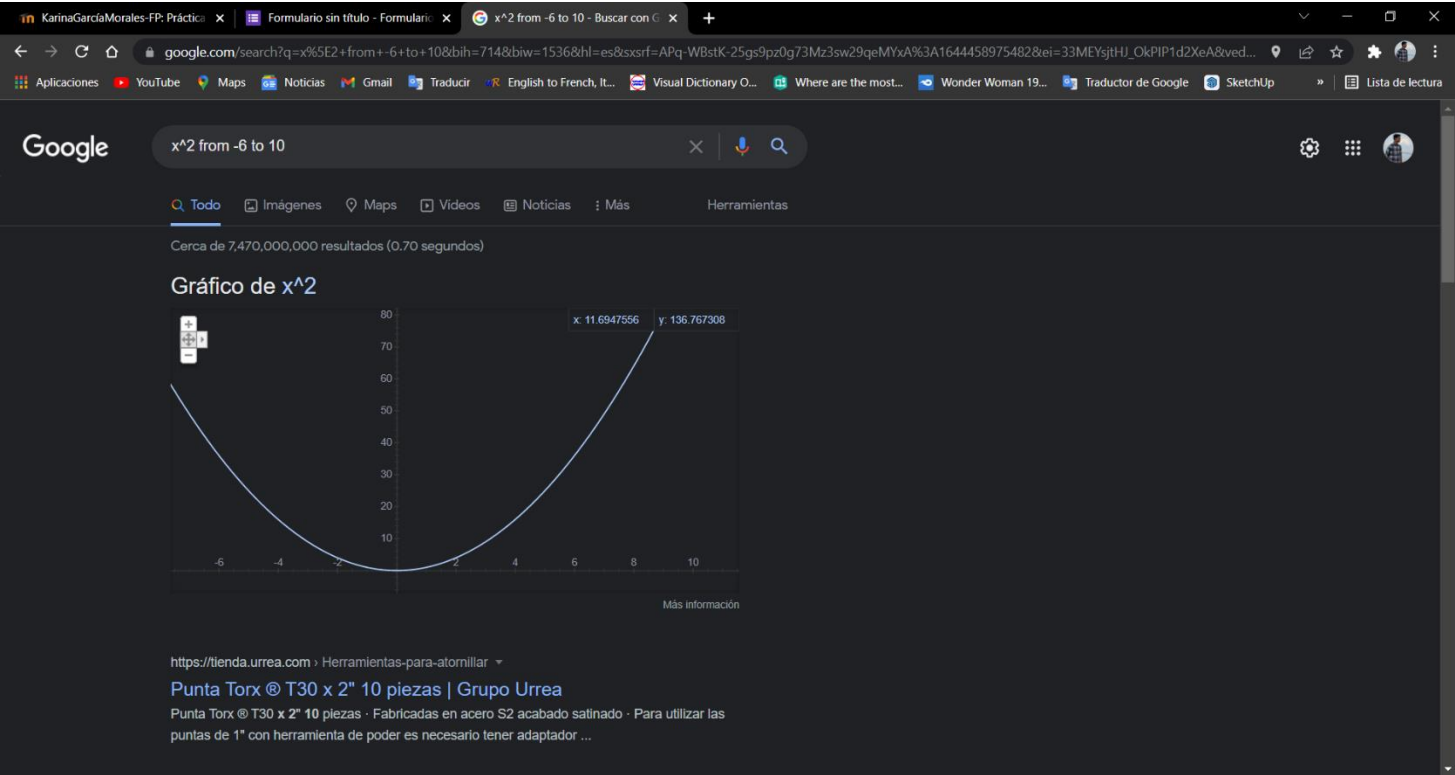 KarinaGarcíaMorales-FP: Práctica
Formulario sin título - Formulario
x^2 from -6 to 10 - Buscar con G
google.com/search?q=x%5E2+from+-6+to+10&bih=714&biw=1536&hl=es&sxsrf=APq-WBstK-25gs9pz0g73Mz3sw29qeMYxA%3A1644458975482&ei=33MEYsjtHJ_OkPIP1d2XeA&ved...
Aplicaciones YouTube Maps Noticias Gmail Traducir English to French, It... Visual Dictionary O... Where are the most... Wonder Woman 19... Traductor de Google SketchUp » Lista de lectura
Google
x^2 from -6 to 10
Todo Imágenes Maps Videos Noticias Más Herramientas
Cerca de 7,470,000,000 resultados (0.70 segundos)
Gráfico de x^2
x: 11.6947556 y: 136.767308
80
70
60
50
40
30
20
10
-6 -4 -2 2 4 6 8 10
Más información
https://tienda.urrea.com › Herramientas-para-atornillar
Punta Torx ® T30 x 2" 10 piezas | Grupo Urrea
Punta Torx ® T30 x 2" 10 piezas · Fabricadas en acero S2 acabado satinado · Para utilizar las
puntas de 1" con herramienta de poder es necesario tener adaptador ...